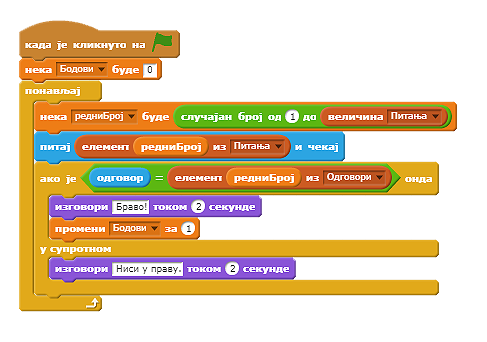 када је кликнуто на
нека Бодови буде 0
понављај
нека редниБрој буде случајан број од 1 до величина Питања
питај елемент редниБрој из Питања и чекај
ако је одговор = елемент редниБрој из Одговори онда
изговори Браво! током 2 секунде
промени Бодови за 1
у супротном
изговори Ниси у праву. током 2 секунде